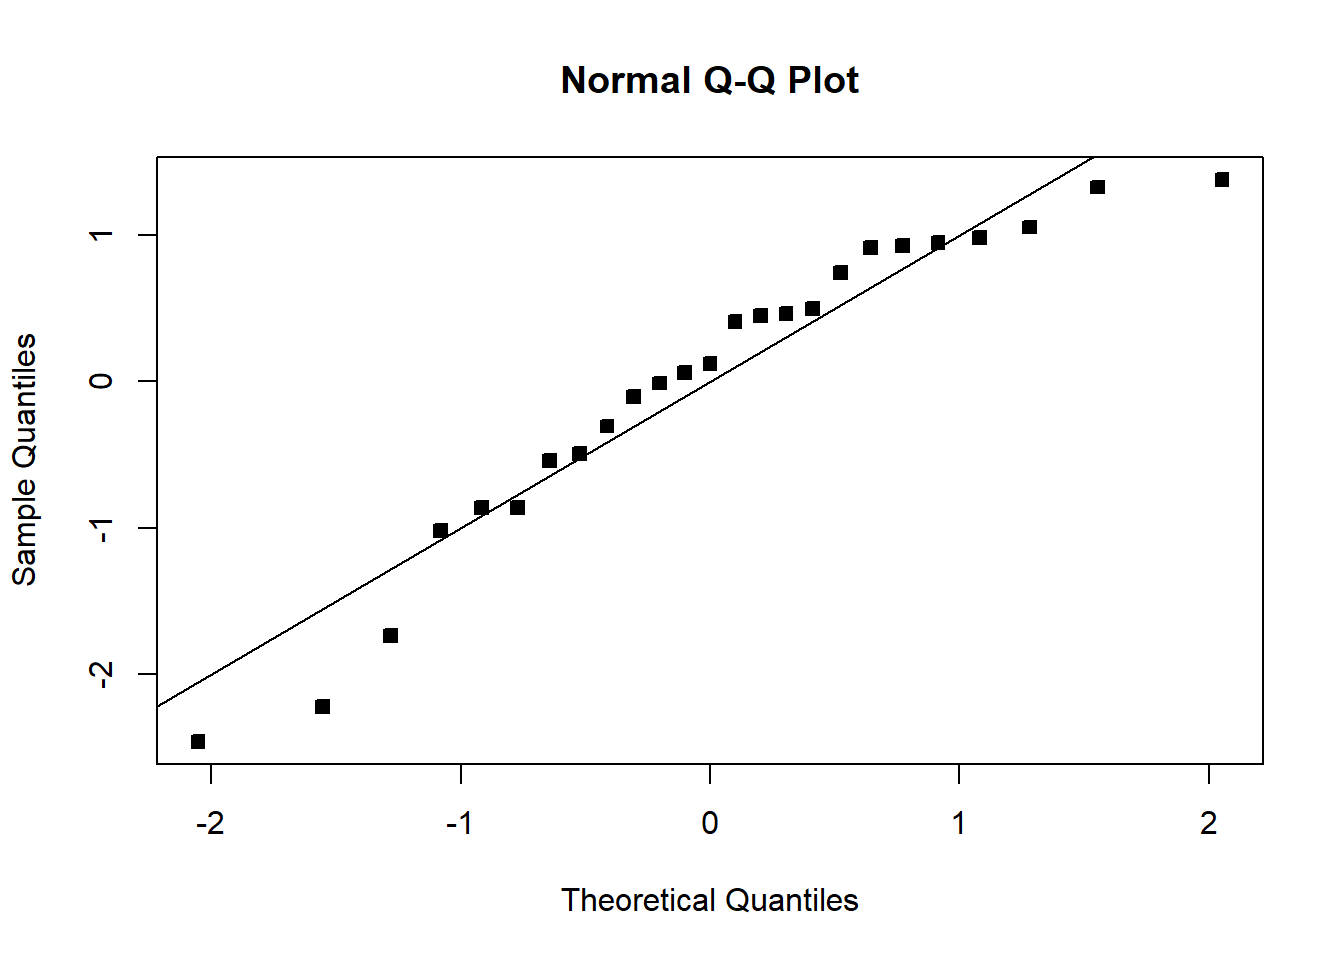 Normal Q-Q Plot
Sample Quantiles
1
0
-1
-2
-2 -1 0 1 2
Theoretical Quantiles